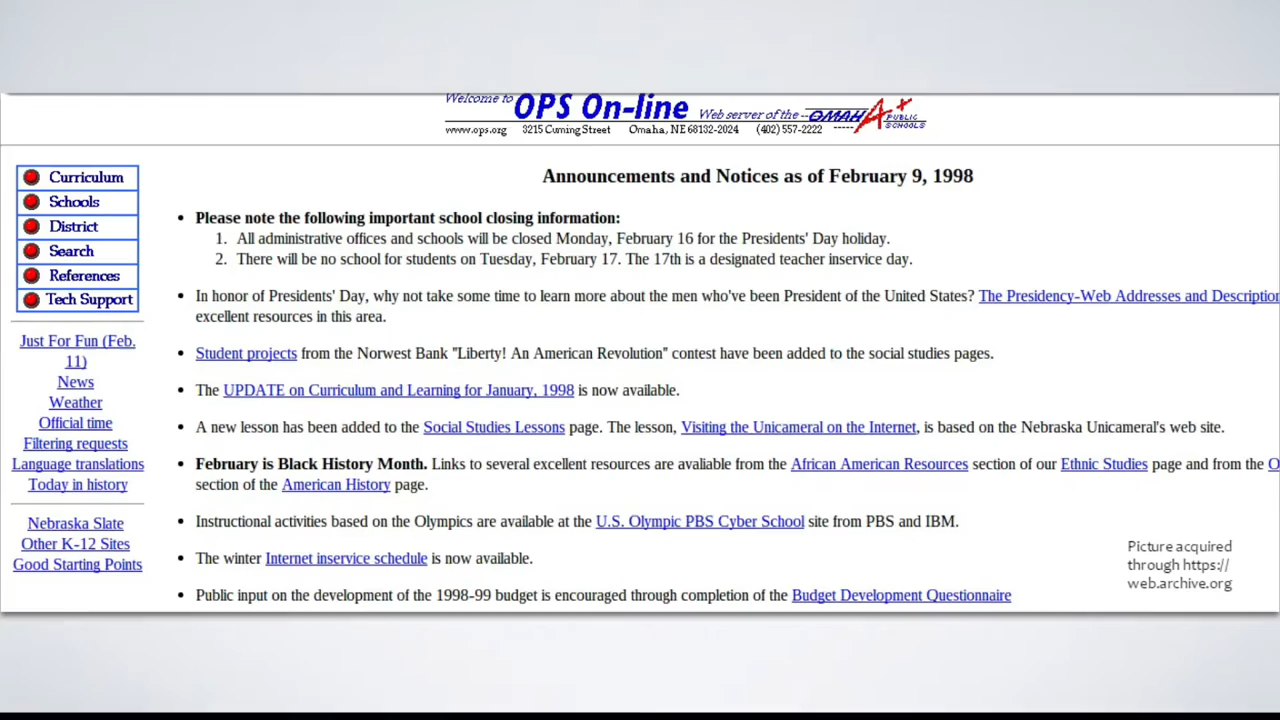 Welcome to OPS On-line Web server of the OMAHA A+ PUBLIC SCHOOLS
www.ops.org 3215 Cuming Street Omaha, NE 68132-2024 (402) 557-2222
Curriculum
Schools
District
Search
References
Tech Support
Just For Fun (Feb.
11)
News
Weather
Official time
Filtering requests
Language translations
Today in history
Nebraska Slate
Other K-12 Sites
Good Starting Points
Announcements and Notices as of February 9, 1998
• Please note the following important school closing information:
1. All administrative offices and schools will be closed Monday, February 16 for the Presidents' Day holiday.
2. There will be no school for students on Tuesday, February 17. The 17th is a designated teacher inservice day.
• In honor of Presidents' Day, why not take some time to learn more about the men who've been President of the United States? The Presidency-Web Addresses and Description
excellent resources in this area.
• Student projects from the Norwest Bank "Liberty! An American Revolution" contest have been added to the social studies pages.
• The UPDATE on Curriculum and Learning for January, 1998 is now available.
• A new lesson has been added to the Social Studies Lessons page. The lesson, Visiting the Unicameral on the Internet, is based on the Nebraska Unicameral's web site.
• February is Black History Month. Links to several excellent resources are avaliable from the African American Resources section of our Ethnic Studies page and from the
section of the American History page.
• Instructional activities based on the Olympics are available at the U.S. Olympic PBS Cyber School site from PBS and IBM.
• The winter Internet inservice schedule is now available.
• Public input on the development of the 1998-99 budget is encouraged through completion of the Budget Development Questionnaire
Picture acquired
through https://
web.archive.org